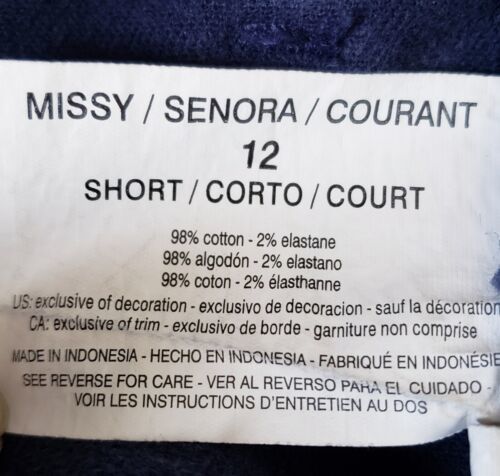 MISSY / SENORA / COURANT
12
SHORT / CORTO / COURT
98% cotton - 2% elastane
98% algodón - 2% elastano
98% coton - 2% élasthanne
US: exclusive of decoration - exclusivo de decoracion - sauf la décoration
CA: exclusive of trim - exclusivo de borde - garniture non comprise
MADE IN INDONESIA - HECHO EN INDONESIA - FABRIQUÉ EN INDONÉSIE
SEE REVERSE FOR CARE - VER AL REVERSO PARA EL CUIDADO -
VOIR LES INSTRUCTIONS D'ENTRETIEN AU DOS